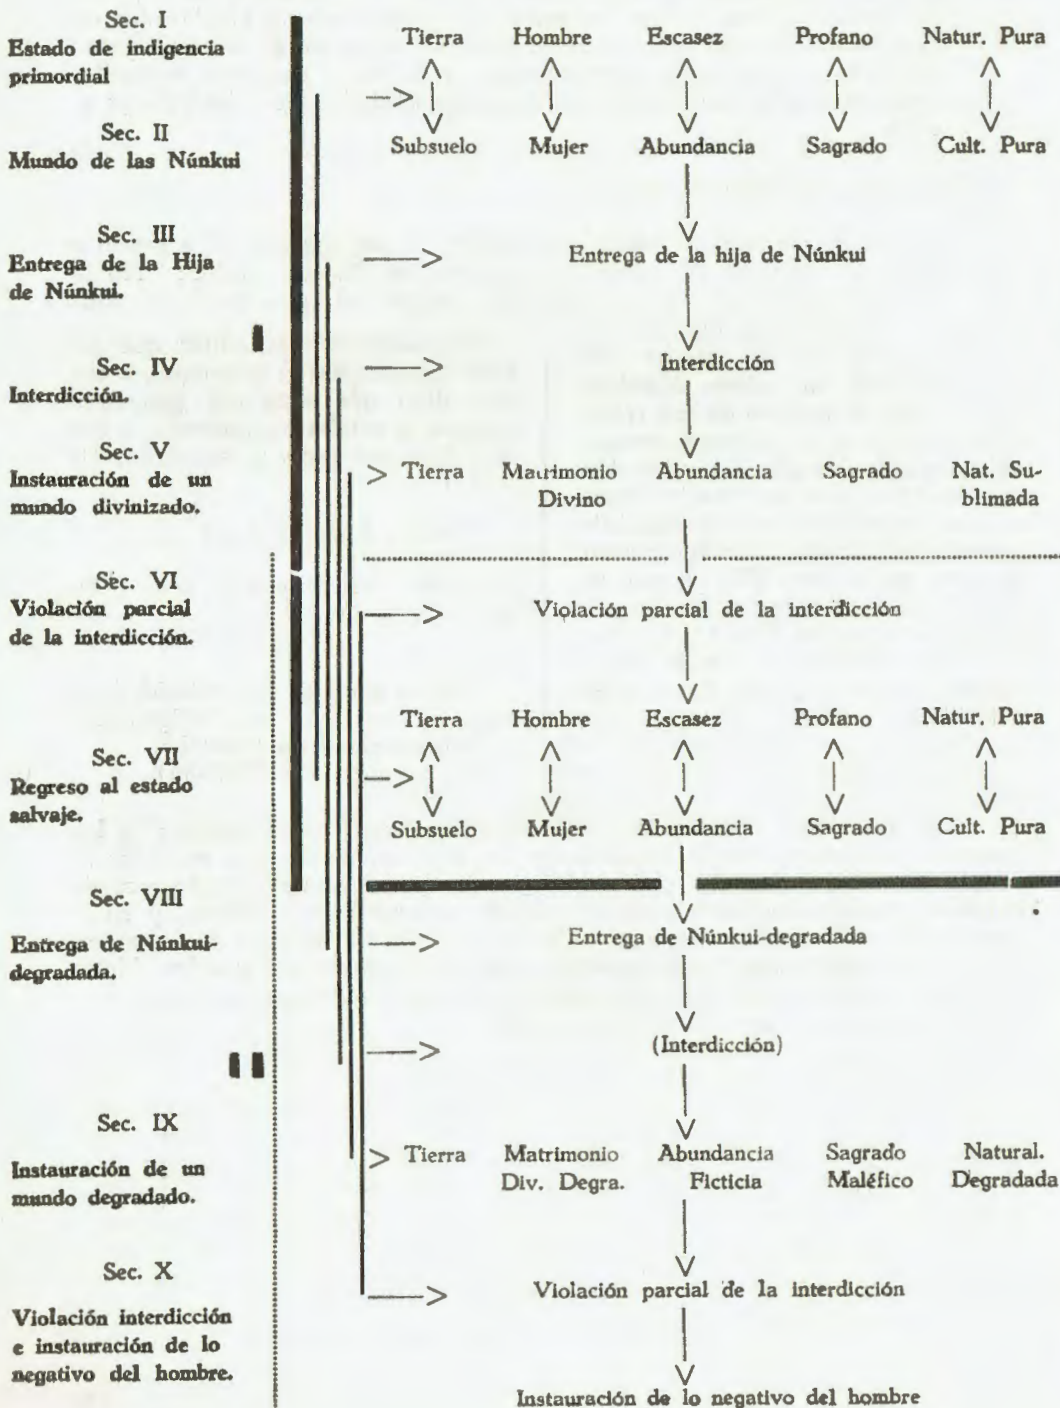 Sec. I
Estado de indigencia
primordial
Tierra Hombre Escasez Profano Natur. Pura
Sec. II
Mundo de las Núnkui
Subsuelo Mujer Abundancia Sagrado Cult. Pura
Sec. III
Entrega de la Hija
de Núnkui.
Entrega de la hija de Núnkui
Sec. IV
Interdicción.
Interdicción
Sec. V
Instauración de un
mundo divinizado.
Tierra Matrimonio Abundancia Sagrado Nat. Su-
Divino blimada
Sec. VI
Violación parcial
de la interdicción.
Violación parcial de la interdicción
Tierra Hombre Escasez Profano Natur. Pura
Sec. VII
Regreso al estado
salvaje.
Subsuelo Mujer Abundancia Sagrado Cult. Pura
Sec. VIII
Entrega de Núnkui-
degradada.
Entrega de Núnkui-degradada
(Interdicción)
Sec. IX
Instauración de un
mundo degradado.
Tierra Matrimonio Abundancia Sagrado Natural.
Div. Degra. Ficticia Maléfico Degradada
Sec. X
Violación interdicción
e instauración de lo
negativo del hombre.
Violación parcial de la interdicción
Instauración de lo negativo del hombre